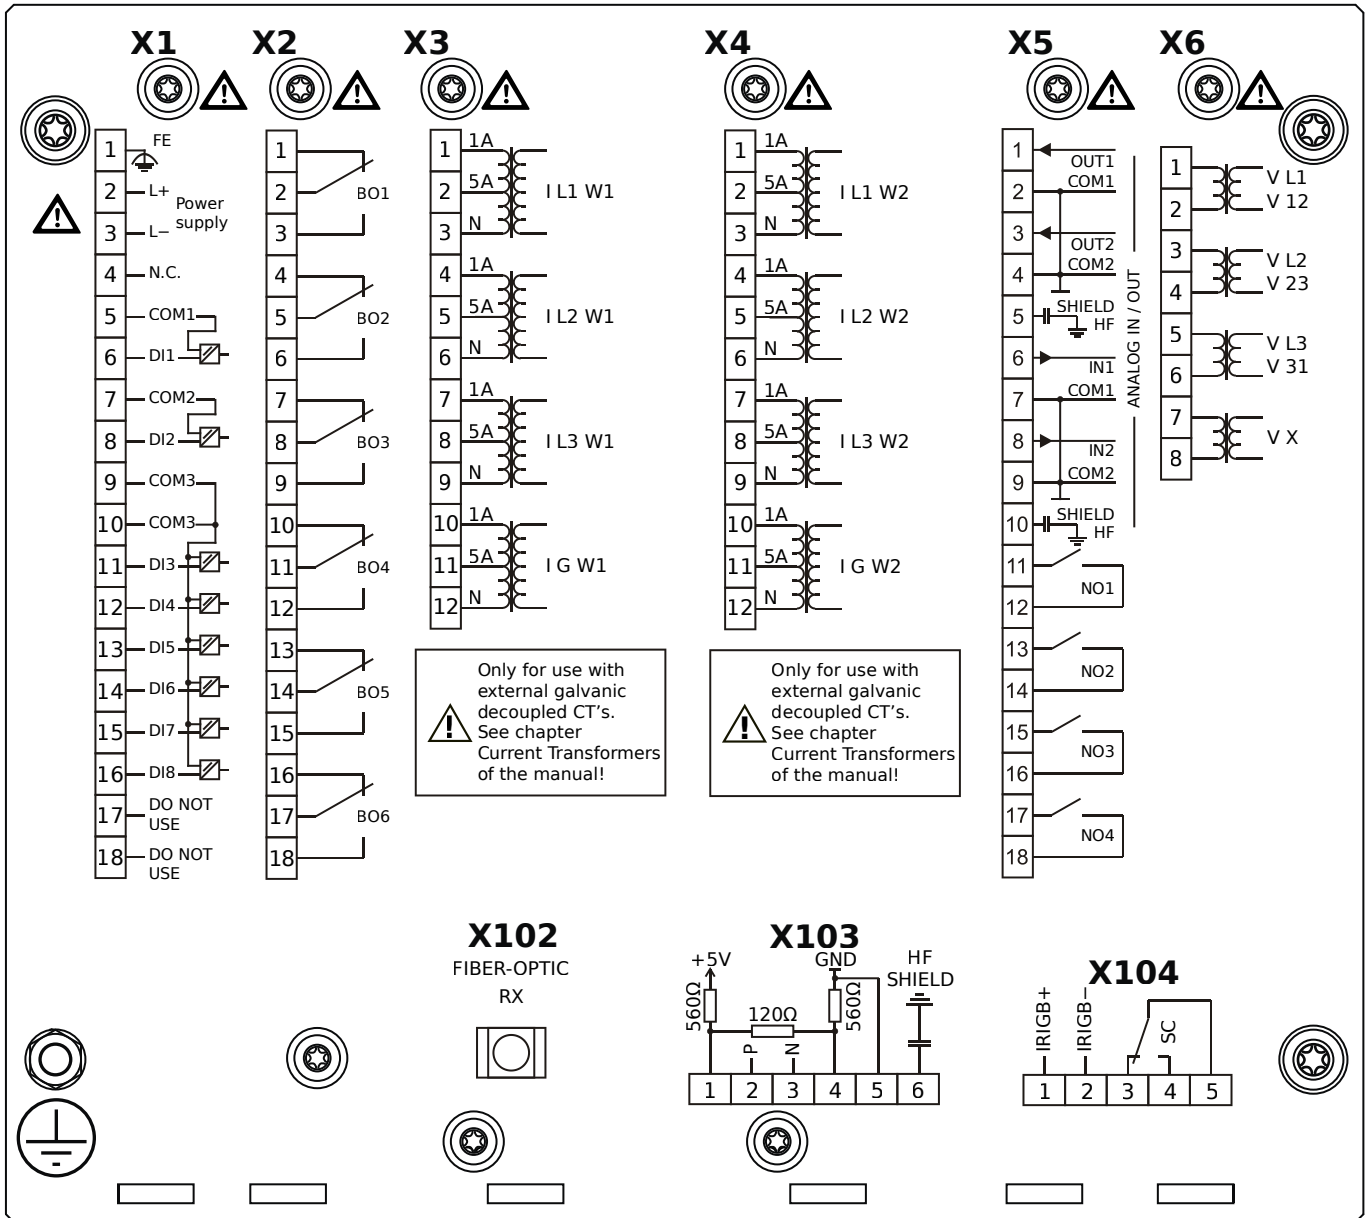 X1
X2
X3
X4
X5
X6
1
FE
2
L+
Power
supply
3
L−
4
N.C.
5
COM1
6
DI1
7
COM2
8
DI2
9
COM3
10
COM3
11
DI3
12
DI4
13
DI5
14
DI6
15
DI7
16
DI8
17
DO NOT
USE
18
DO NOT
USE
1
2
BO1
3
4
5
BO2
6
7
8
BO3
9
10
11
BO4
12
13
14
BO5
15
16
17
BO6
18
1
1A
2
5A
I L1 W1
3
N
4
1A
5
5A
I L2 W1
6
N
7
1A
8
5A
I L3 W1
9
N
10
1A
11
5A
I G W1
12
N
Only for use with
external galvanic
decoupled CT's.
See chapter
Current Transformers
of the manual!
1
1A
2
5A
I L1 W2
3
N
4
1A
5
5A
I L2 W2
6
N
7
1A
8
5A
I L3 W2
9
N
10
1A
11
5A
I G W2
12
N
Only for use with
external galvanic
decoupled CT's.
See chapter
Current Transformers
of the manual!
1
OUT1
2
COM1
3
OUT2
4
COM2
5
SHIELD
HF
6
IN1
7
COM1
8
IN2
9
COM2
10
SHIELD
HF
ANALOG IN / OUT
11
NO1
12
13
NO2
14
15
NO3
16
17
NO4
18
1
V L1
2
V 12
3
V L2
4
V 23
5
V L3
6
V 31
7
V X
8
X102
FIBER-OPTIC
RX
X103
+5V
GND
HF
SHIELD
560Ω
120Ω
560Ω
P
N
1 2 3 4 5 6
X104
IRIGB+
IRIGB−
SC
1 2 3 4 5